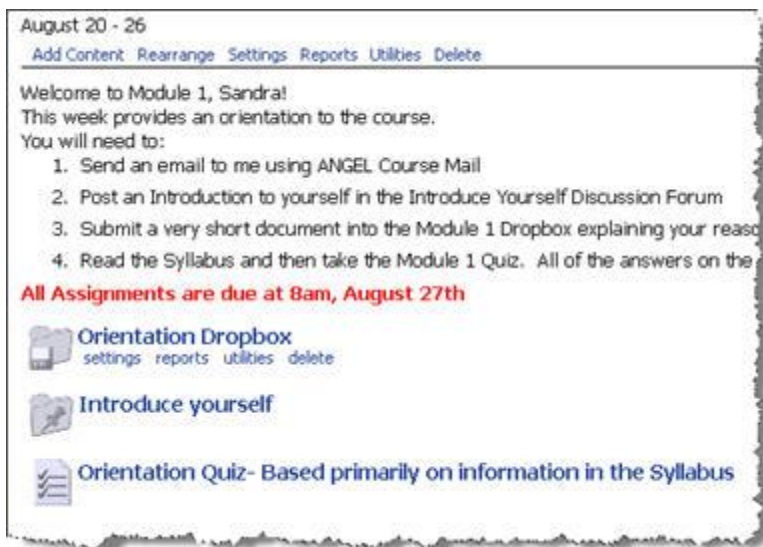 August 20 - 26
Add Content Rearrange Settings Reports Utilities Delete
Welcome to Module 1, Sandra!
This week provides an orientation to the course.
You will need to:
1. Send an email to me using ANGEL Course Mail
2. Post an Introduction to yourself in the Introduce Yourself Discussion Forum
3. Submit a very short document into the Module 1 Dropbox explaining your
4. Read the Syllabus and then take the Module 1 Quiz. All of the answers on the
All Assignments are due at 8am, August 27th
Orientation Dropbox
settings reports utilities delete
Introduce yourself
Orientation Quiz- Based primarily on information in the Syllabus